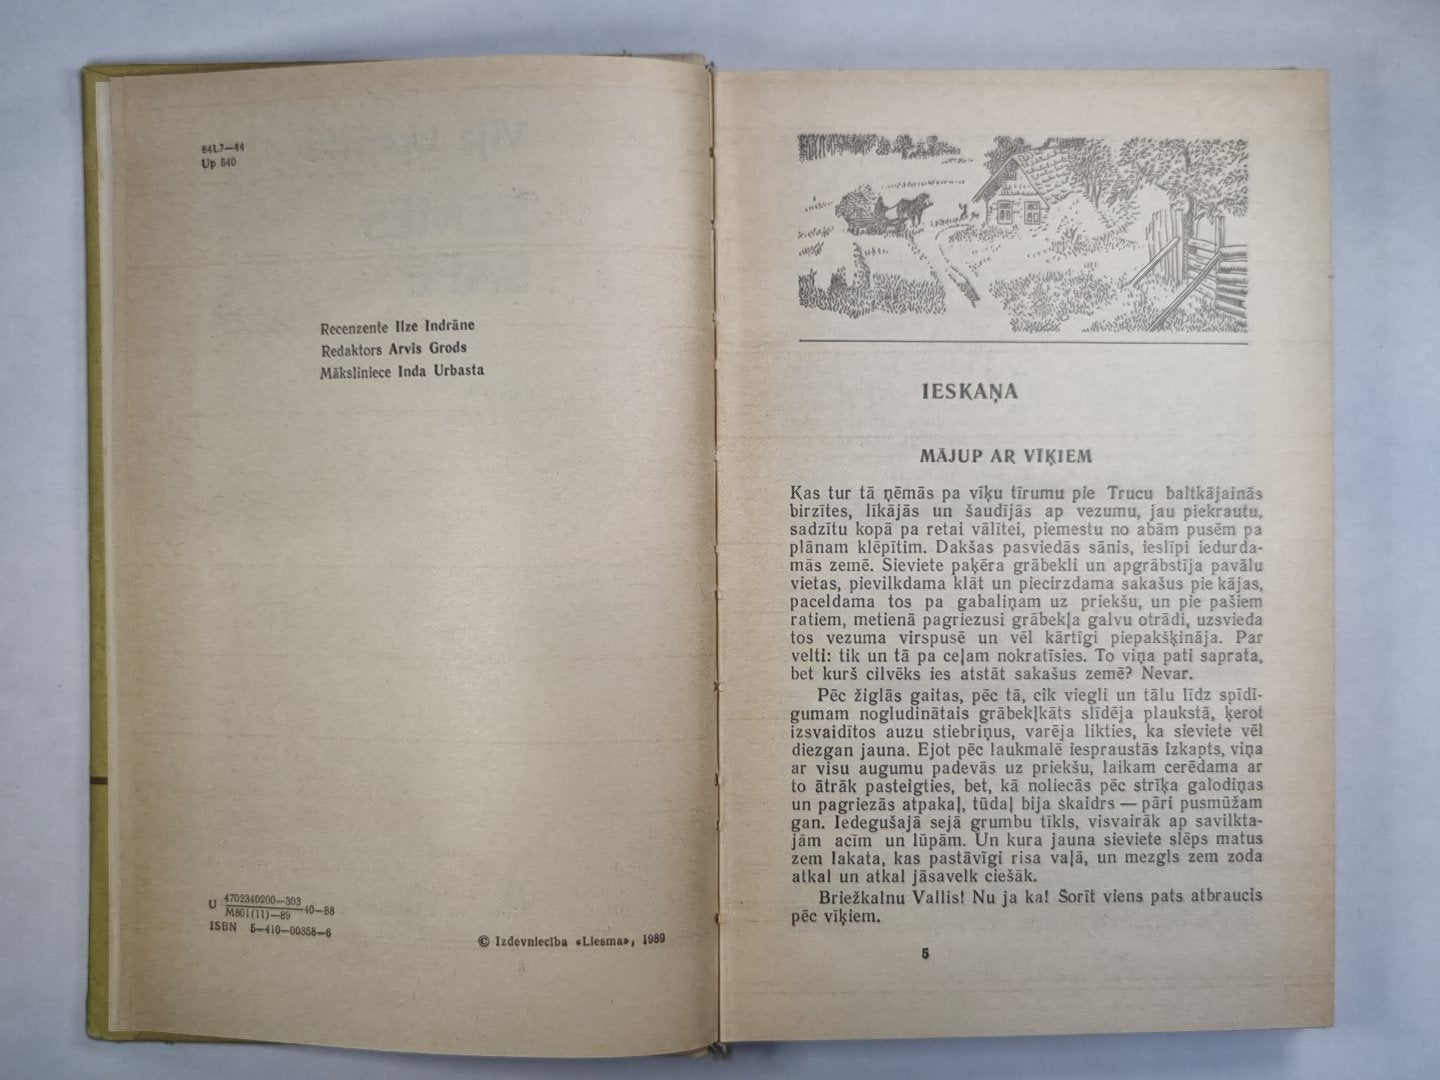 84L7—44
Up 540
Recenzente Ilze Indrāne
Redaktors Arvis Grods
Māksliniece Inda Urbasta
U 4702340200—303
M801(11)—89 40—88
ISBN 5—410—00358—6
© Izdevniecība «Liesma», 1989
IESKAŅA
MĀJUP AR VĪĶIEM
Kas tur tā ņēmās pa vīķu tīrumu pie Trucu baltkājainās
birzītes, līkājās un šaudījās ap vezumu, jau piekrautu,
sadzītu kopā pa retai vālītei, piemestu no abām pusēm pa
plānam klēpītim. Dakšas pasviedās sānis, ieslīpi iedurda-
mās zemē. Sieviete paķēra grābekli un apgrābstīja pavālu
vietas, pievilkdama klāt un piecirzdama sakašus pie kājas,
paceldama tos pa gabaliņam uz priekšu, un pie pašiem
ratiem, metienā pagriezusi grābekļa galvu otrādi, uzsvieda
tos vezuma virspusē un vēl kārtīgi piepakšķināja. Par
velti: tik un tā pa ceļam nokratīsies. To viņa pati saprata,
bet kurš cilvēks ies atstāt sakašus zemē? Nevar.
Pēc žiglās gaitas, pēc tā, cik viegli un tālu līdz spīdī-
gumam nogludinātais grābekļkāts slīdēja plaukstā, ķerot
izsvaidītos auzu stiebriņus, varēja likties, ka sieviete vēl
diezgan jauna. Ejot pēc laukmalē iespraustās izkapts, viņa
ar visu augumu padevās uz priekšu, laikam cerēdama ar
to ātrāk pasteigties, bet, kā noliecās pēc strīķa galodiņas
un pagriezās atpakaļ, tūdaļ bija skaidrs — pāri pusmūžam
gan. Iedegušajā sejā grumbu tīkls, visvairāk ap savilkta-
jām acīm un lūpām. Un kura jauna sieviete slēps matus
zem lakata, kas pastāvīgi risa vaļā, un mezgls zem zoda
atkal un atkal jāsavelk ciešāk.
Briežkalnu Vallis! Nu ja ka! Šorīt viens pats atbraucis
pēc vīķiem.
5